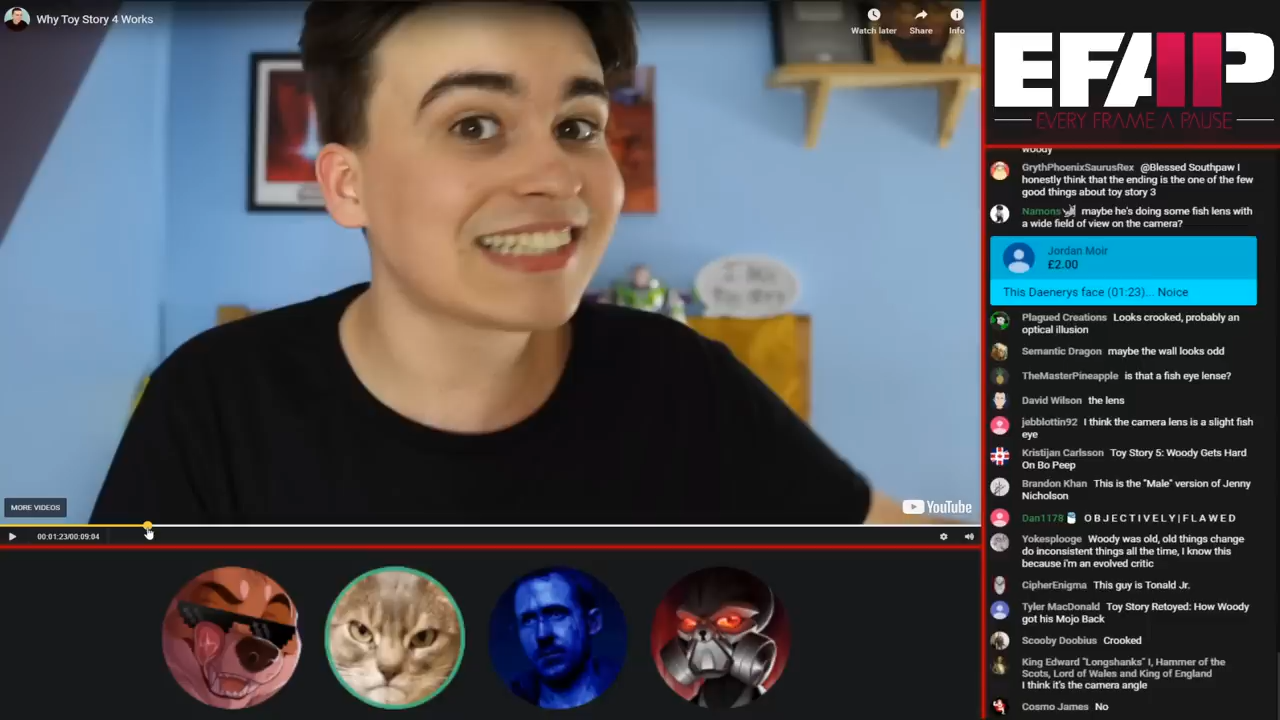 Why Toy Story 4 Works
Watch later
Share
Info
MORE VIDEOS
YouTube
00:01:23/00:09:04
EFAP
EVERY FRAME A PAUSE
woody
GrythPhoenixSaurusRex @Blessed Southpaw I
honestly think that the ending is the one of the few
good things about toy story 3
Namons maybe he's doing some fish lens with
a wide field of view on the camera?
Jordan Moir
£2.00
This Daenerys face (01:23)... Noice
Plagued Creations Looks crooked, probably an
optical illusion
Semantic Dragon maybe the wall looks odd
TheMasterPineapple is that a fish eye lense?
David Wilson the lens
jebblottin92 I think the camera lens is a slight fish
eye
Kristijan Carlsson Toy Story 5: Woody Gets Hard
On Bo Peep
Brandon Khan This is the "Male" version of Jenny
Nicholson
Dan1178 O B J E C T I V E L Y | F L A W E D
Yokesplooge Woody was old, old things change
do inconsistent things all the time, I know this
because i'm an evolved critic
CipherEnigma This guy is Tonald Jr.
Tyler MacDonald Toy Story Retoyed: How Woody
got his Mojo Back
Scooby Doobius Crooked
King Edward "Longshanks" I, Hammer of the
Scots, Lord of Wales and King of England
I think it's the camera angle
Cosmo James No